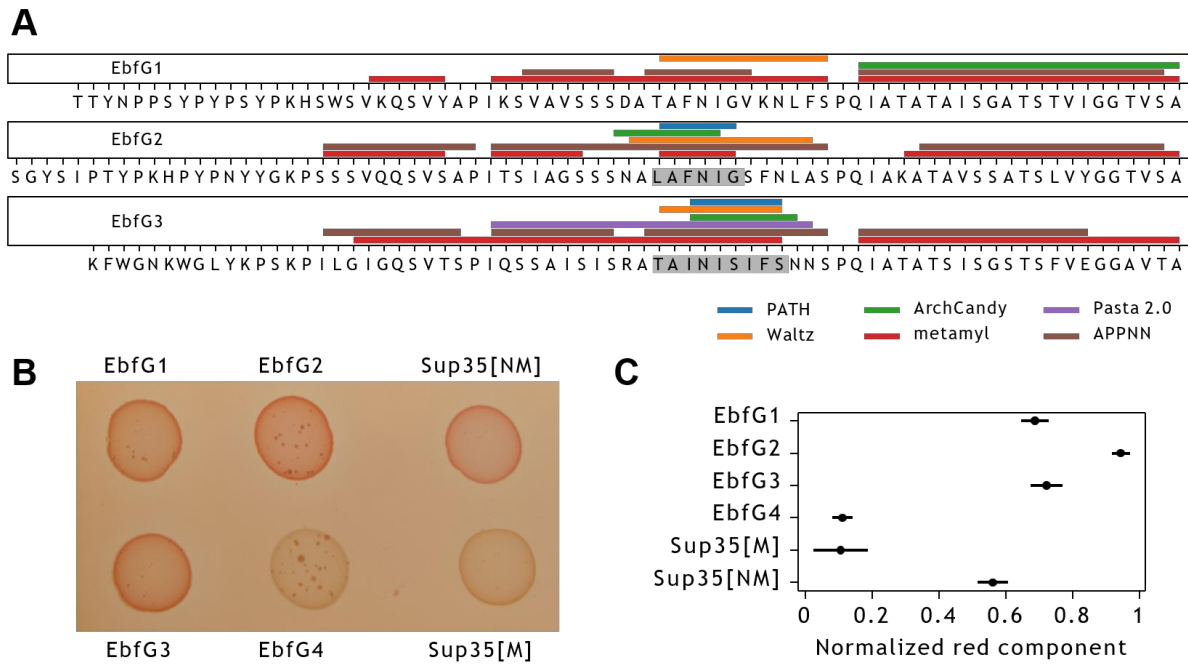 A
EbfG1
T T Y N P P S Y P Y P S Y P K H S W S V K Q S V Y A P I K S V A V S S S D A T A F N I G V K N L F S P Q I A T A T A I S G A T S T V I G G T V S A
EbfG2
S G Y S I P T Y P K H P Y P N Y Y G K P S S S V Q Q S V S A P I T S I A G S S S N A L A F N I G S F N L A S P Q I A K A T A V S S A T S L V Y G G T V S A
EbfG3
K F W G N K W G L Y K P S K P I L G I G Q S V T S P I Q S S A I S I S R A T A I N I S I F S N N S P Q I A T A T S I S G S T S F V E G G A V T A
PATH ArchCandy Pasta 2.0
Waltz metamyl APPNN
B
EbfG1 EbfG2 Sup35[NM]
EbfG3 EbfG4 Sup35[M]
C
EbfG1
EbfG2
EbfG3
EbfG4
Sup35[M]
Sup35[NM]
0 0.2 0.4 0.6 0.8 1
Normalized red component